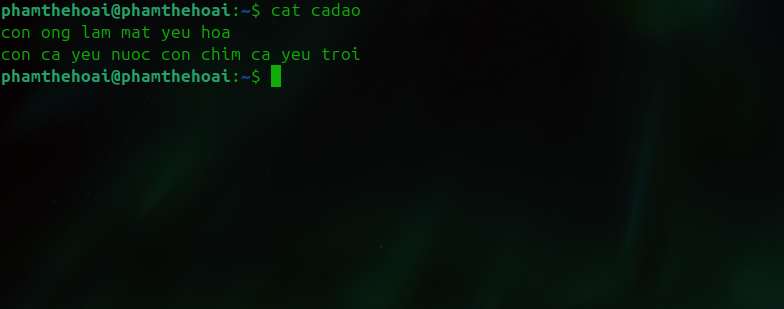 phamthehoai@phamthehoai:~$ cat cadao
con ong lam mat yeu hoa
con ca yeu nuoc con chim ca yeu troi
phamthehoai@phamthehoai:~$